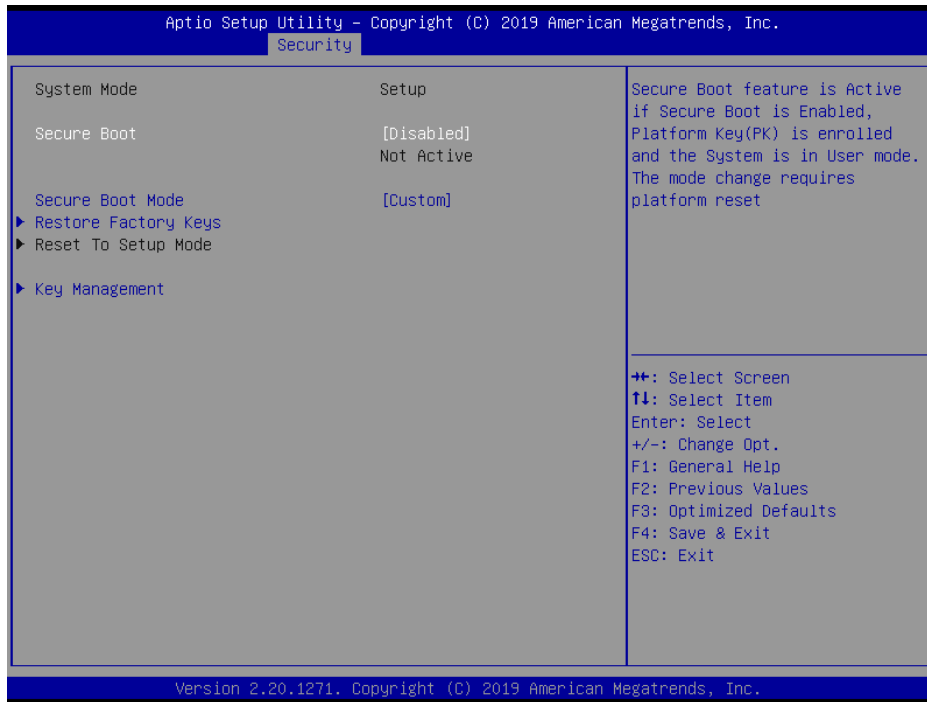 Aptio Setup Utility – Copyright (C) 2019 American Megatrends, Inc.
Security
System Mode Setup
Secure Boot [Disabled]
Not Active
Secure Boot Mode [Custom]
▶ Restore Factory Keys
▶ Reset To Setup Mode
▶ Key Management
Secure Boot feature is Active
if Secure Boot is Enabled,
Platform Key(PK) is enrolled
and the System is in User mode.
The mode change requires
platform reset
→←: Select Screen
↑↓: Select Item
Enter: Select
+/-: Change Opt.
F1: General Help
F2: Previous Values
F3: Optimized Defaults
F4: Save & Exit
ESC: Exit
Version 2.20.1271. Copyright (C) 2019 American Megatrends, Inc.